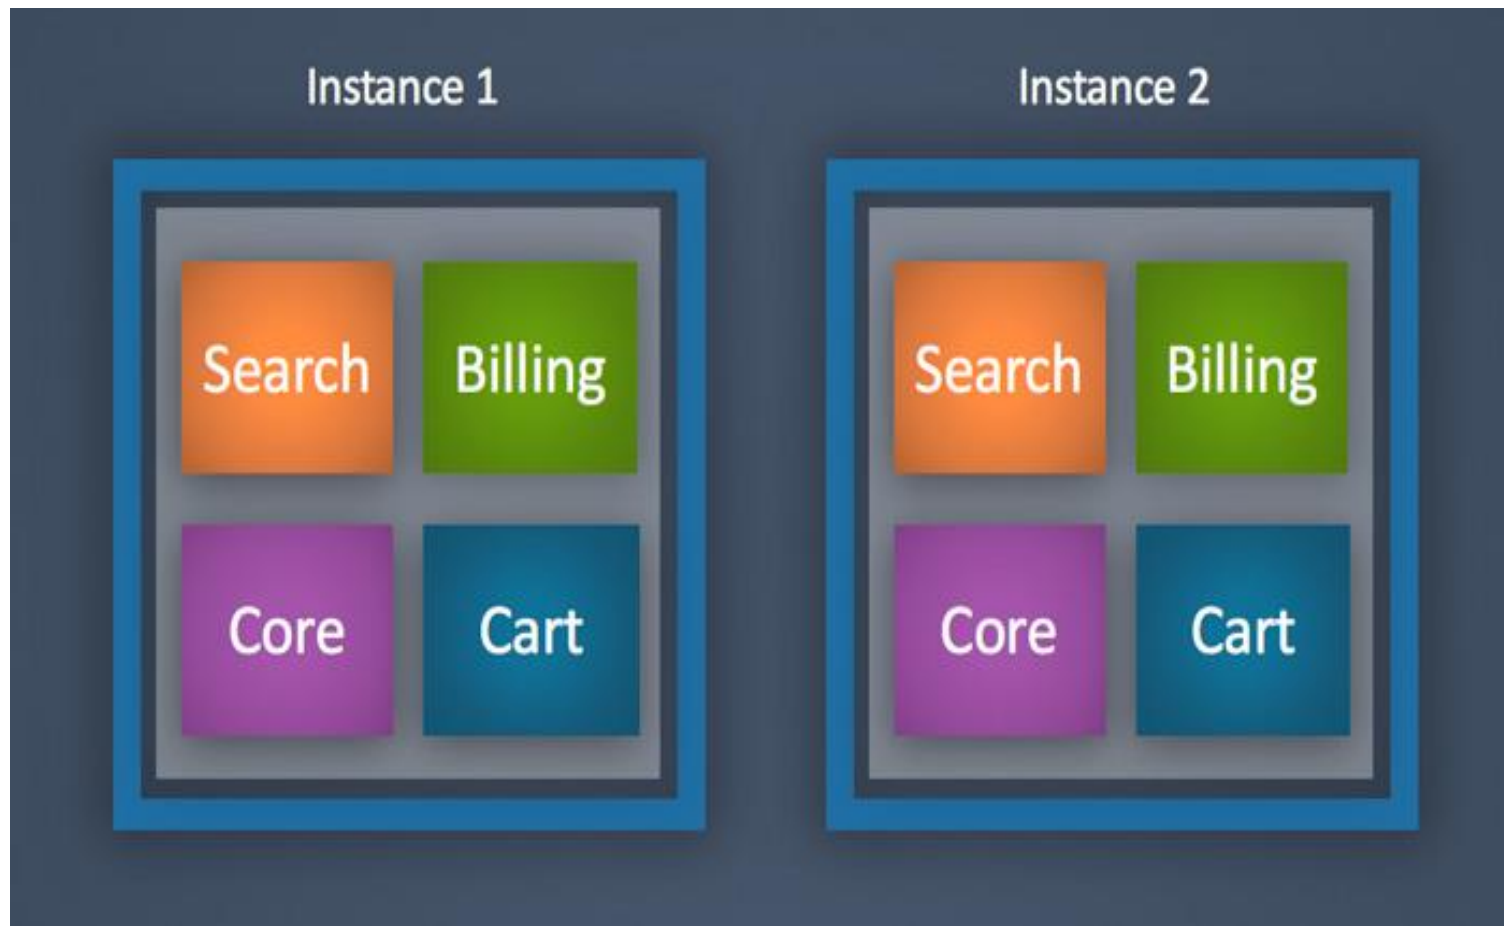 Instance 1
Instance 2
Search Billing
Search Billing
Core Cart
Core Cart